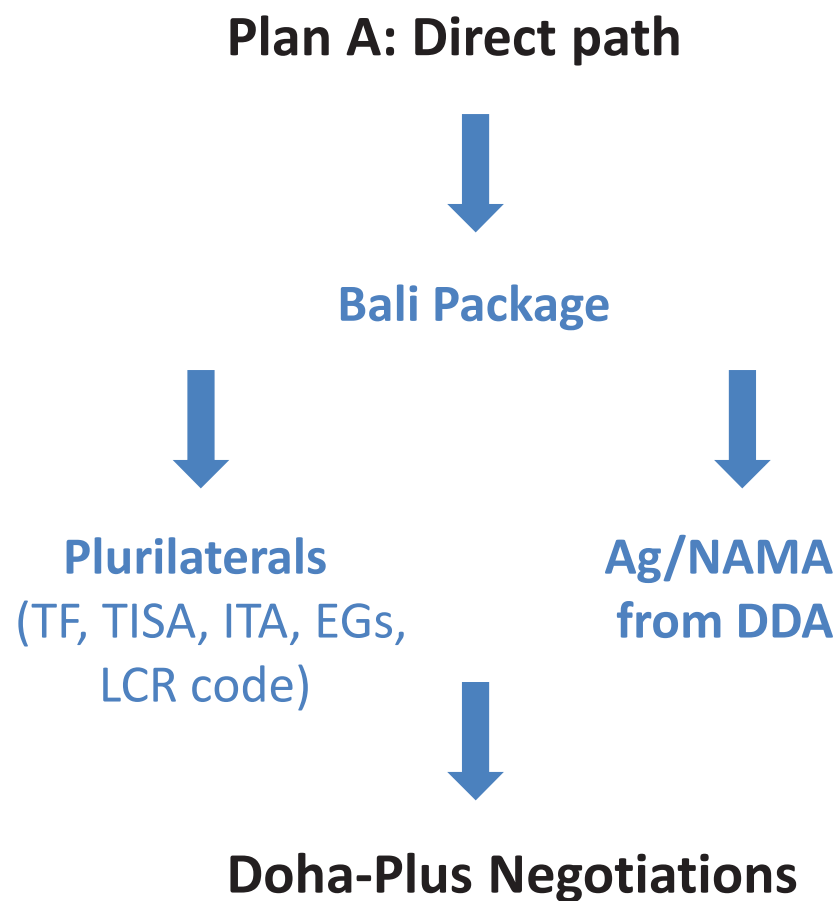 Plan A: Direct path
Bali Package
Plurilaterals
(TF, TISA, ITA, EGs,
LCR code)
Ag/NAMA
from DDA
Doha-Plus Negotiations